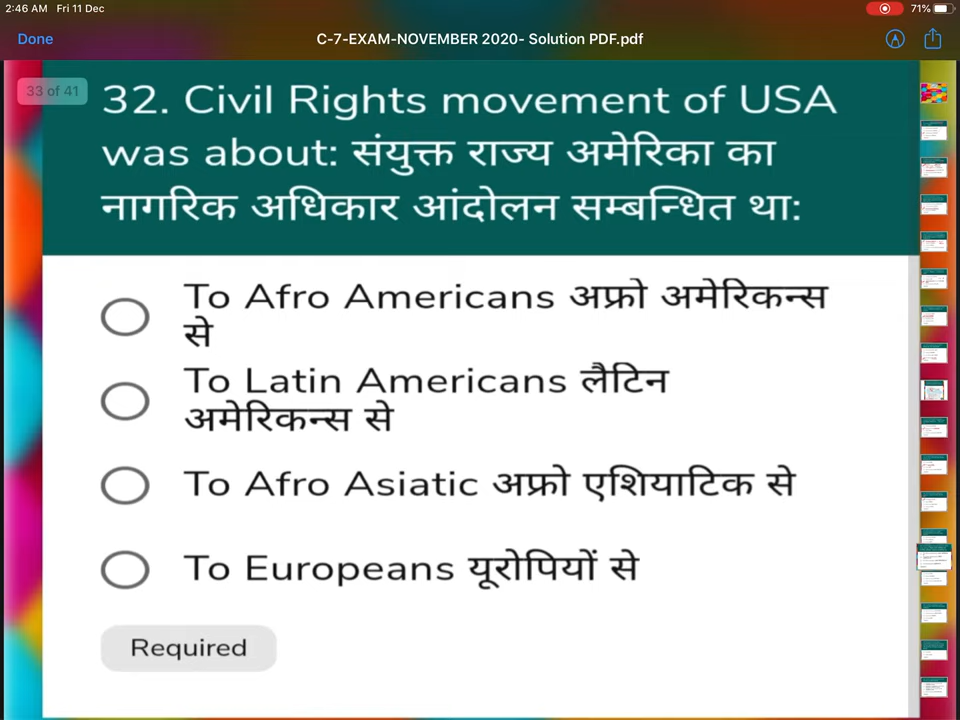 2:46 AM Fri 11 Dec
71%
Done
C-7-EXAM-NOVEMBER 2020- Solution PDF.pdf
33 of 41
32. Civil Rights movement of USA
was about: संयुक्त राज्य अमेरिका का
नागरिक अधिकार आंदोलन सम्बन्धित था:
To Afro Americans अफ्रो अमेरिकन्स
से
To Latin Americans लैटिन
अमेरिकन्स से
To Afro Asiatic अफ्रो एशियाटिक से
To Europeans यूरोपियों से
Required